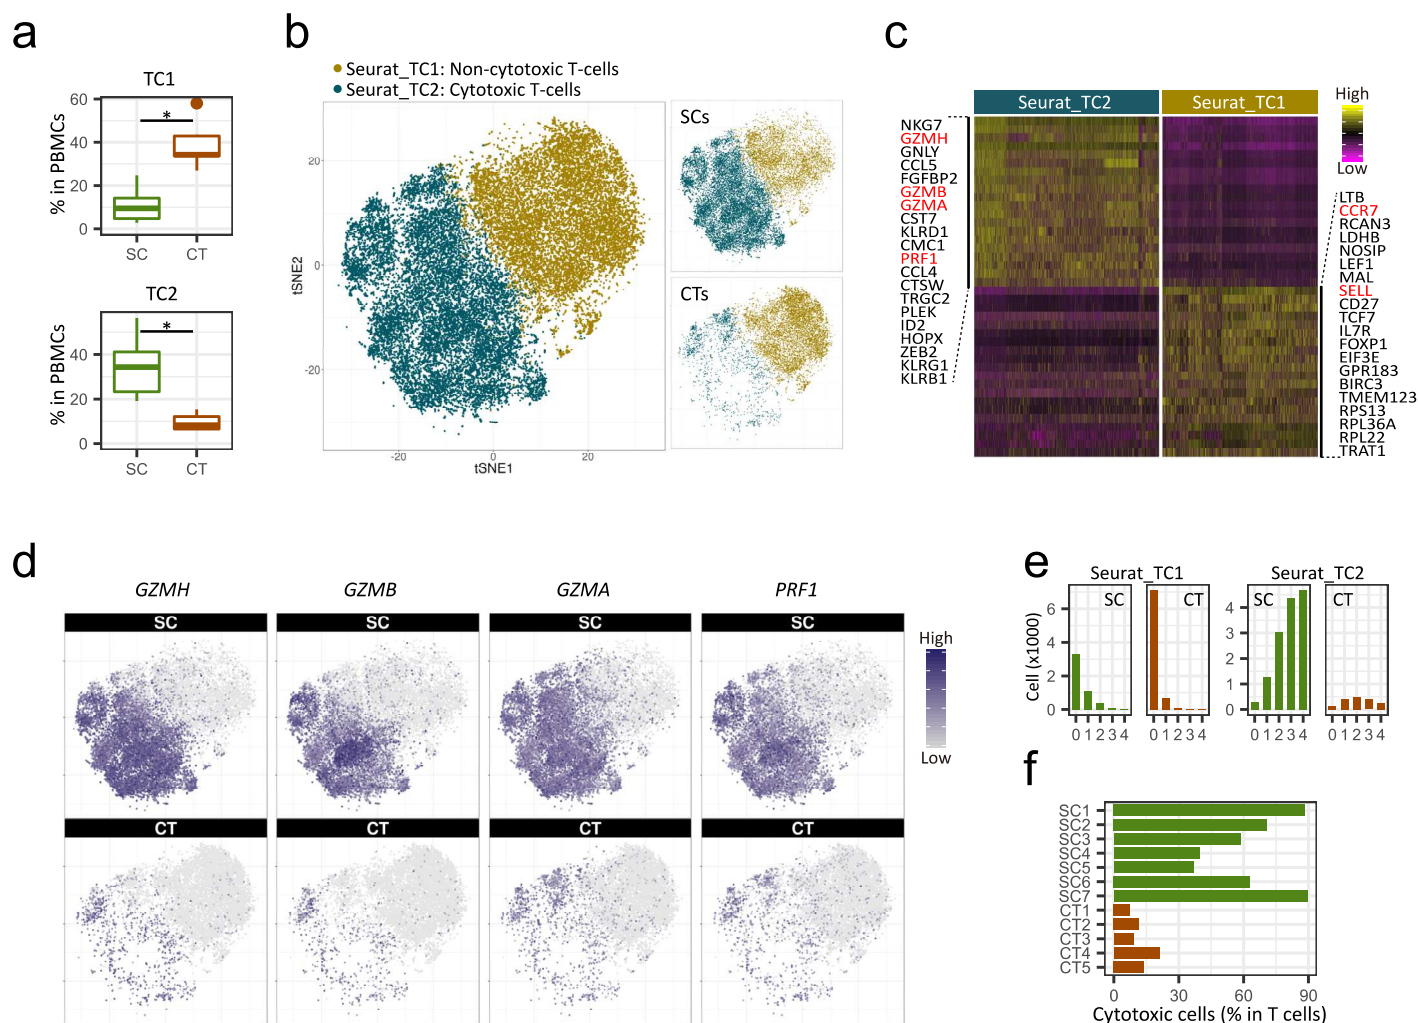 a
TC1
% in PBMCs
60
40
20
0
*
SC
CT
TC2
% in PBMCs
40
20
0
*
SC
CT
b
Seurat_TC1: Non-cytotoxic T-cells
Seurat_TC2: Cytotoxic T-cells
tSNE2
20
0
-20
-20
0
20
tSNE1
SCs
CTs
c
Seurat_TC2
Seurat_TC1
High
Low
NKG7
GZMH
GNLY
CCL5
FGFBP2
GZMB
GZMA
CST7
KLRD1
CMC1
PRF1
CCL4
CTSW
TRGC2
PLEK
ID2
HOPX
ZEB2
KLRG1
KLRB1
LTB
CCR7
RCAN3
LDHB
NOSIP
LEF1
MAL
SELL
CD27
TCF7
IL7R
FOXP1
EIF3E
GPR183
BIRC3
TMEM123
RPS13
RPL36A
RPL22
TRAT1
d
GZMH
GZMB
GZMA
PRF1
SC
SC
SC
SC
CT
CT
CT
CT
High
Low
e
Seurat_TC1
Seurat_TC2
Cell (x1000)
6
4
2
0
SC
0 1 2 3 4
CT
0 1 2 3 4
4
3
2
1
0
SC
0 1 2 3 4
CT
0 1 2 3 4
f
SC1
SC2
SC3
SC4
SC5
SC6
SC7
CT1
CT2
CT3
CT4
CT5
0
30
60
90
Cytotoxic cells (% in T cells)